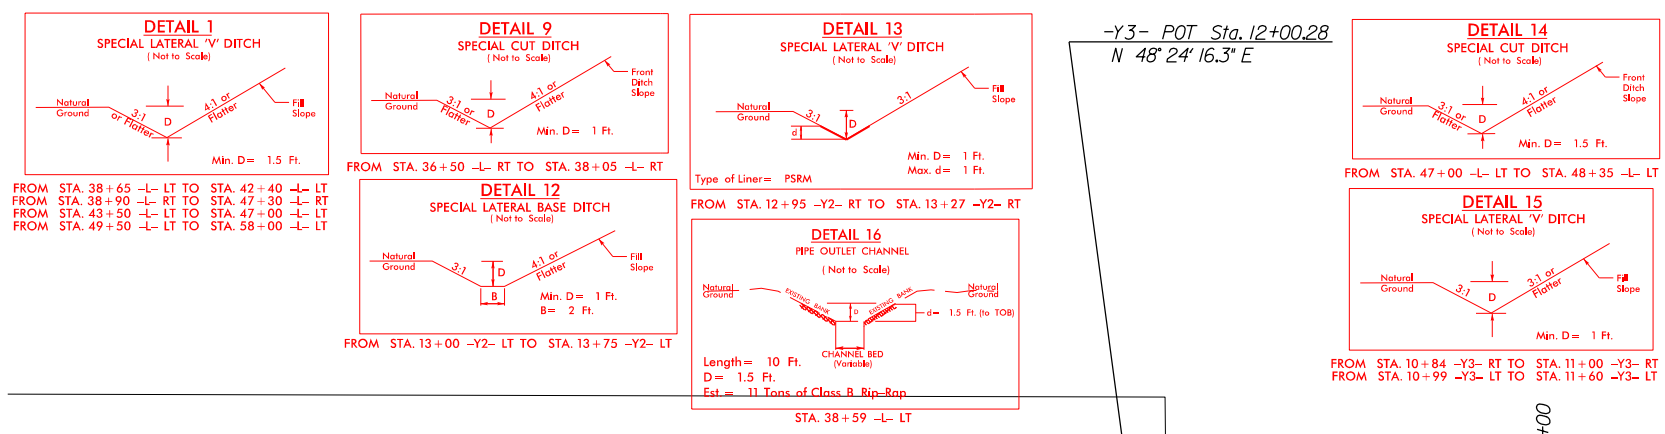 DETAIL 1
SPECIAL LATERAL 'V' DITCH
( Not to Scale)
Natural
Ground
3:1
or Flatter
D
4:1 or
Flatter
Fill
Slope
Min. D= 1.5 Ft.
FROM STA. 38+65 -L- LT TO STA. 42+40 -L- LT
FROM STA. 38+90 -L- RT TO STA. 47+30 -L- RT
FROM STA. 43+50 -L- LT TO STA. 47+00 -L- LT
FROM STA. 49+50 -L- LT TO STA. 58+00 -L- LT
DETAIL 9
SPECIAL CUT DITCH
( Not to Scale)
Natural
Ground
3:1 or
Flatter
D
4:1 or
Flatter
Front
Ditch
Slope
Min. D= 1 Ft.
FROM STA. 36+50 -L- RT TO STA. 38+05 -L- RT
DETAIL 12
SPECIAL LATERAL BASE DITCH
( Not to Scale)
Natural
Ground
3:1
D
B
4:1 or
Flatter
Fill
Slope
Min. D= 1 Ft.
B= 2 Ft.
FROM STA. 13+00 -Y2- LT TO STA. 13+75 -Y2- LT
DETAIL 13
SPECIAL LATERAL 'V' DITCH
( Not to Scale)
Natural
Ground
3:1
d
D
3:1
Fill
Slope
Min. D= 1 Ft.
Max. d= 1 Ft.
Type of Liner= PSRM
FROM STA. 12+95 -Y2- RT TO STA. 13+27 -Y2- RT
DETAIL 16
PIPE OUTLET CHANNEL
( Not to Scale)
Natural
Ground
EXISTING BANK
D
EXISTING BANK
Natural
Ground
d= 1.5 Ft. (to TOB)
CHANNEL BED
(Variable)
Length= 10 Ft.
D= 1.5 Ft.
Est.= 11 Tons of Class B Rip-Rap
STA. 38+59 -L- LT
-Y3- POT Sta. 12+00.28
N 48° 24' 16.3" E
DETAIL 14
SPECIAL CUT DITCH
( Not to Scale)
Natural
Ground
3:1 or
Flatter
D
4:1 or
Flatter
Front
Ditch
Slope
Min. D= 1.5 Ft.
FROM STA. 47+00 -L- LT TO STA. 48+35 -L- LT
DETAIL 15
SPECIAL LATERAL 'V' DITCH
( Not to Scale)
Natural
Ground
3:1
D
3:1 or
Flatter
Fill
Slope
Min. D= 1 Ft.
FROM STA. 10+84 -Y3- RT TO STA. 11+00 -Y3- RT
FROM STA. 10+99 -Y3- LT TO STA. 11+60 -Y3- LT
+00